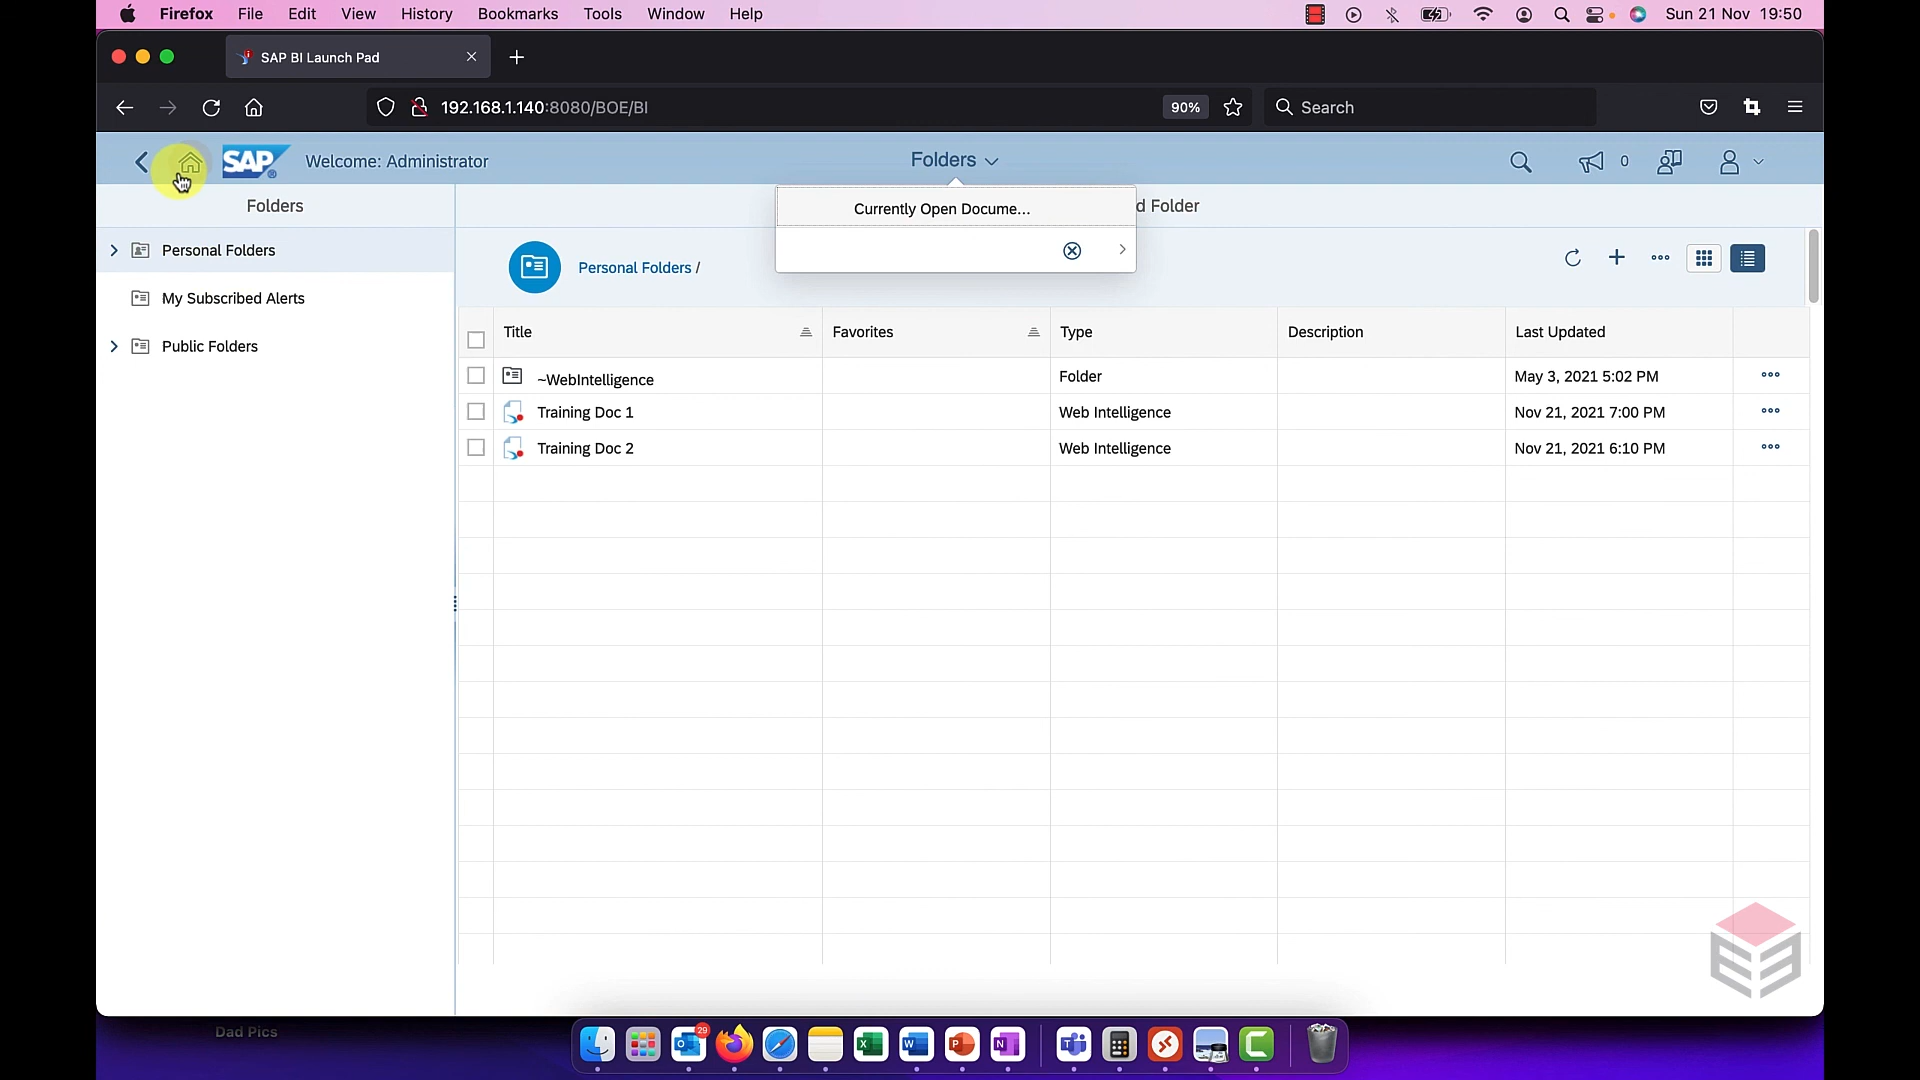 Firefox File Edit View History Bookmarks Tools Window Help Sun 21 Nov 19:50
SAP BI Launch Pad
192.168.1.140:8080/BOE/BI 90% Search
SAP Welcome: Administrator Folders 0
Folders d Folder
Currently Open Docume...
Personal Folders
My Subscribed Alerts
Public Folders
Personal Folders /
Title Favorites Type Description Last Updated
~WebIntelligence Folder May 3, 2021 5:02 PM
Training Doc 1 Web Intelligence Nov 21, 2021 7:00 PM
Training Doc 2 Web Intelligence Nov 21, 2021 6:10 PM
Dad Pics
29